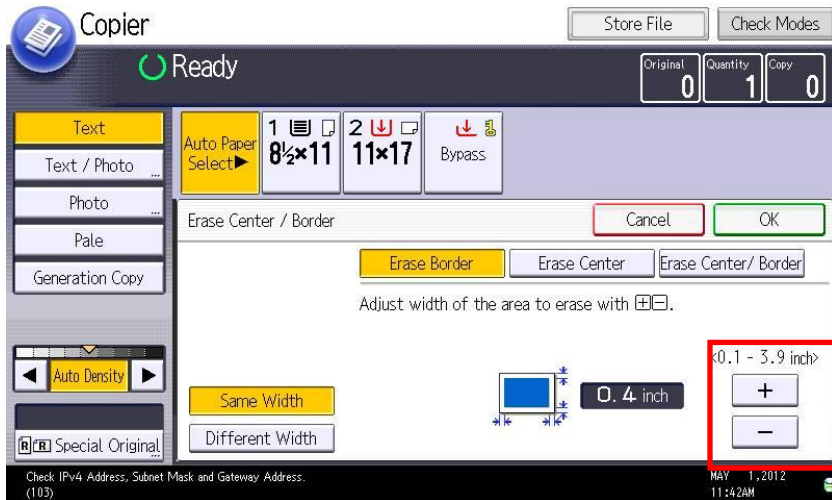 Copier
Store File
Check Modes
Ready
Original
0
Quantity
1
Copy
0
Text
Text / Photo ...
Photo ...
Pale
Generation Copy
Auto Paper
Select▶
1
8½×11
2
11×17
Bypass
Erase Center / Border
Cancel
OK
Erase Border
Erase Center
Erase Center/ Border
Adjust width of the area to erase with ⊞⊟.
<0.1 - 3.9 inch>
+
−
0.4 inch
Same Width
Different Width
◀ Auto Density ▶
R R Special Original ...
Check IPv4 Address, Subnet Mask and Gateway Address.
(103)
MAY 1,2012
11:42AM